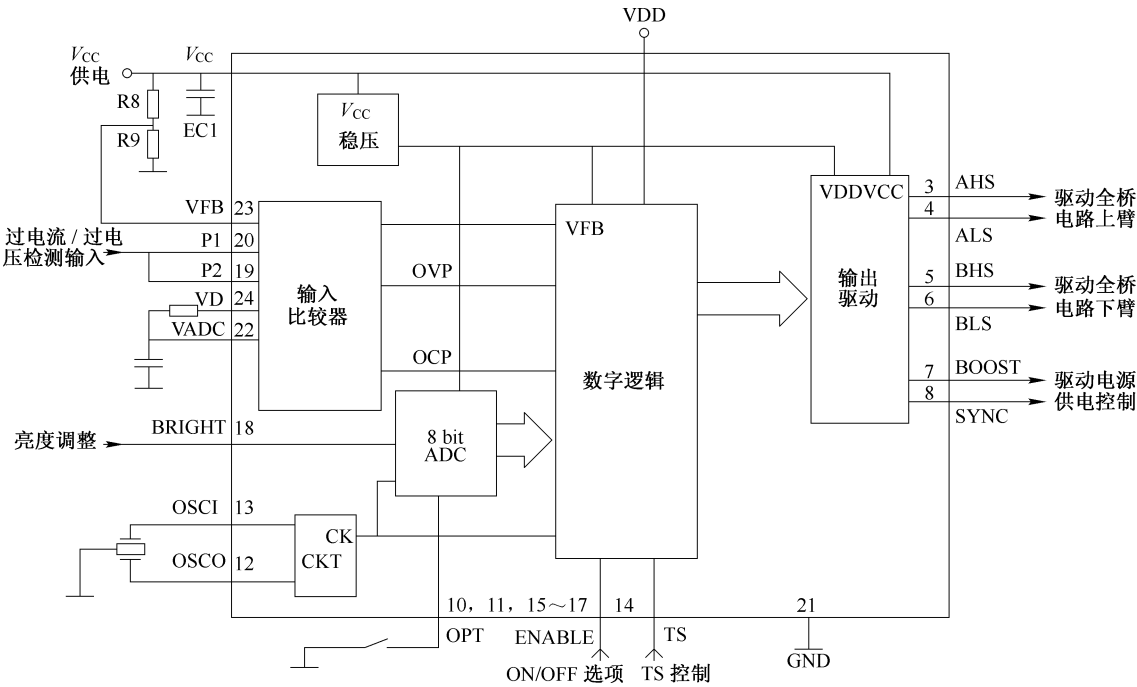 VDD
VCC
供电
VCC
R8
EC1
R9
VCC
稳压
VDDVCC
3
AHS
4
驱动全桥
电路上臂
ALS
VFB
23
VFB
过电流 / 过电
压检测输入
P1
20
P2
19
OVP
输入
比较器
输出
驱动
5
BHS
6
驱动全桥
电路下臂
BLS
VD
24
VADC
22
OCP
数字逻辑
7
BOOST
8
驱动电源
供电控制
SYNC
亮度调整
BRIGHT
18
8 bit
ADC
OSCI
13
CK
CKT
OSCO
12
10，11，15～17
14
21
OPT
ENABLE
TS
GND
ON/OFF 选项
TS 控制